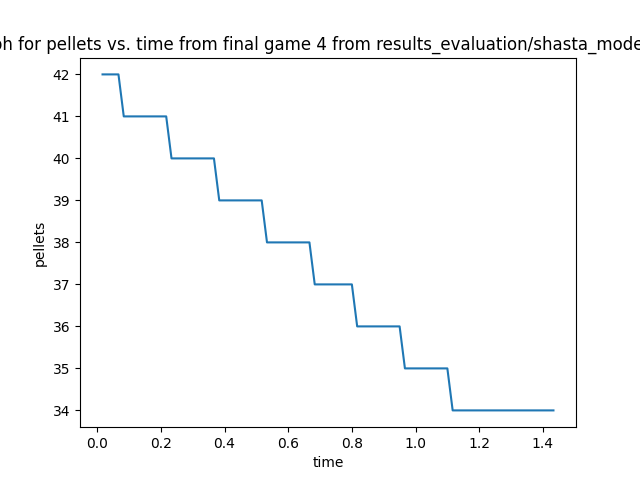 ph for pellets vs. time from final game 4 from results_evaluation/shasta_mode
42
41
40
39
38
37
36
35
34
pellets
0.0 0.2 0.4 0.6 0.8 1.0 1.2 1.4
time